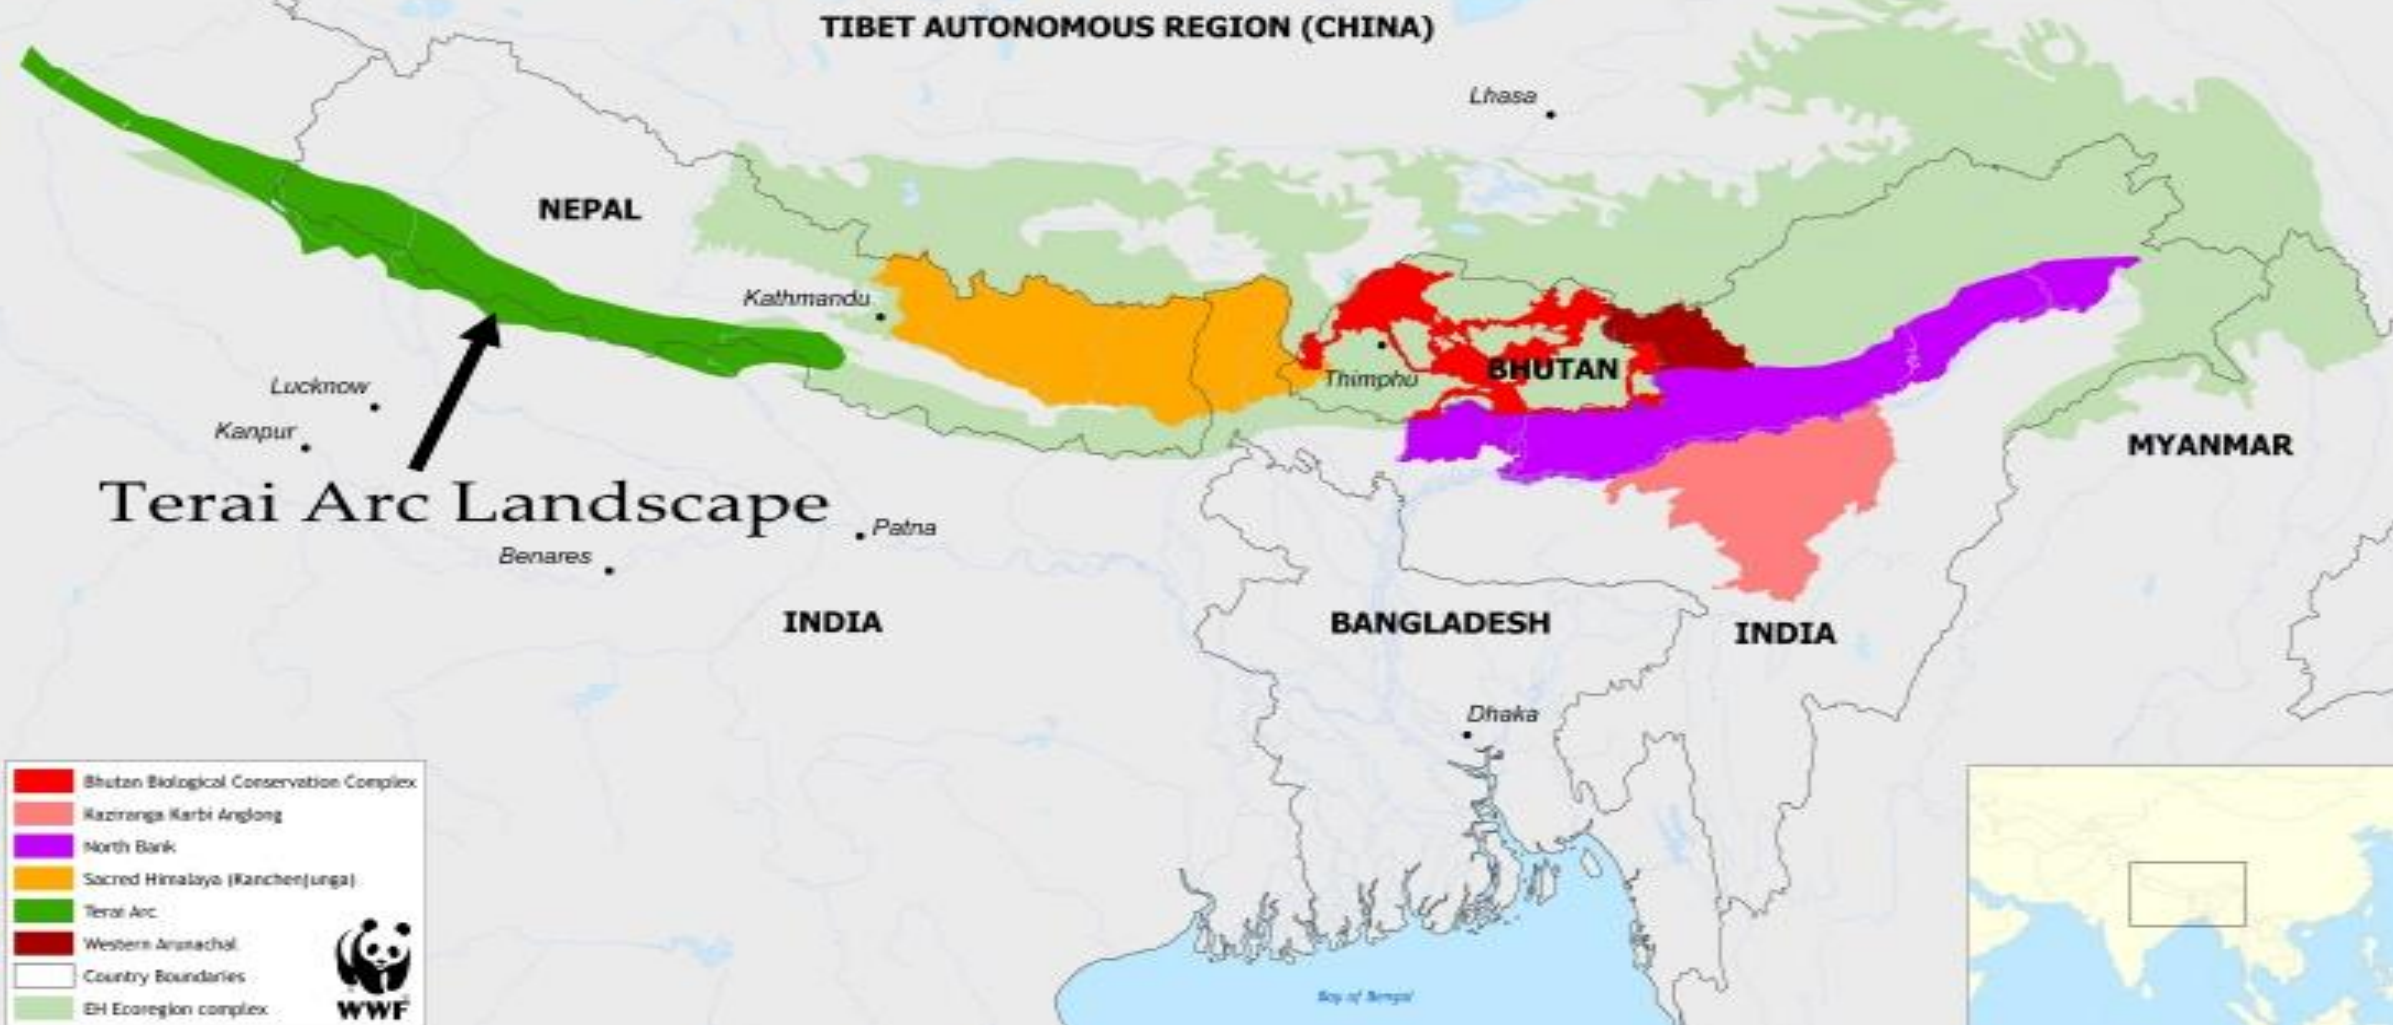 TIBET AUTONOMOUS REGION (CHINA)
Lhasa
NEPAL
Kathmandu
Thimphu
BHUTAN
Lucknow
Kanpur
MYANMAR
Terai Arc Landscape
Patna
Benares
INDIA
BANGLADESH
INDIA
Dhaka
Bay of Bengal
Bhutan Biological Conservation Complex
Kaziranga Karbi Anglong
North Bank
Sacred Himalaya (Kanchenjunga)
Terai Arc
Western Arunachal
Country Boundaries
EH Ecoregion complex
WWF